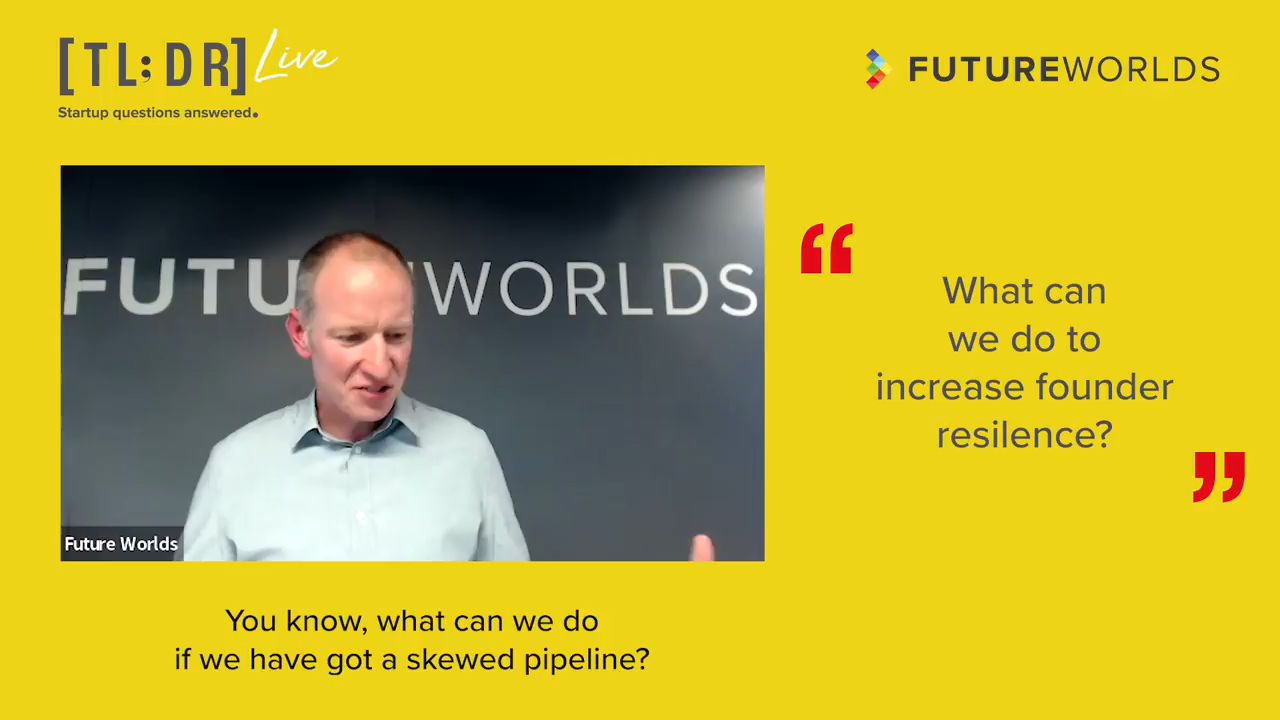 [TL;DR] Live
Startup questions answered.
FUTUREWORLDS
FUTU WORLDS
Future Worlds
“
What can
we do to
increase founder
resilence?
”
You know, what can we do
if we have got a skewed pipeline?